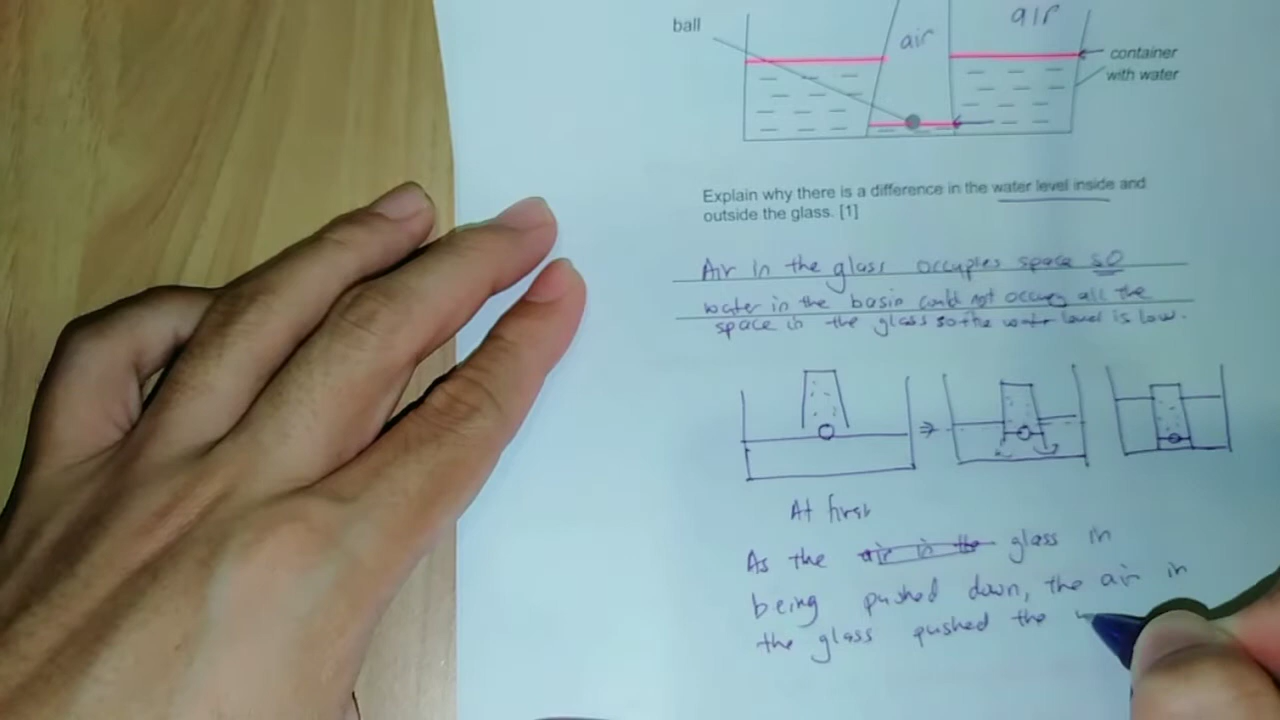 air
ball
air
container
with water
Explain why there is a difference in the water level inside and
outside the glass. [1]
Air in the glass occupies space so
water in the basin could not occupy all the
space in the glass so the water level is low.
At first
As the air in the glass in
being pushed down, the air in
the glass pushed the